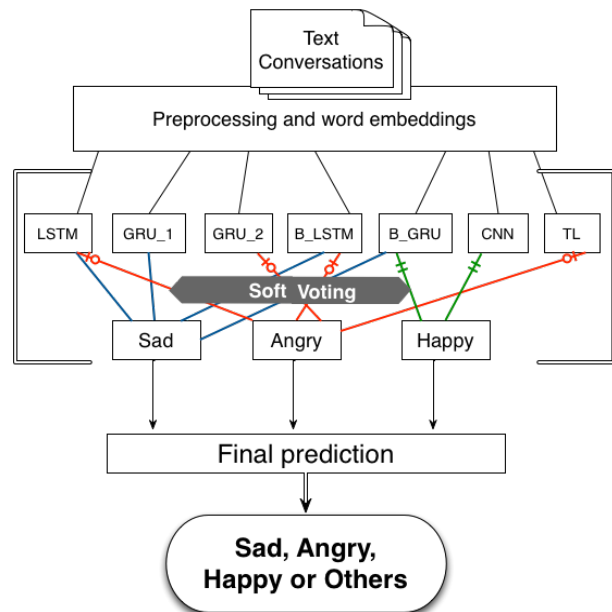 Text
Conversations
Preprocessing and word embeddings
LSTM GRU_1 GRU_2 B_LSTM B_GRU CNN TL
Soft Voting
Sad Angry Happy
Final prediction
Sad, Angry,
Happy or Others